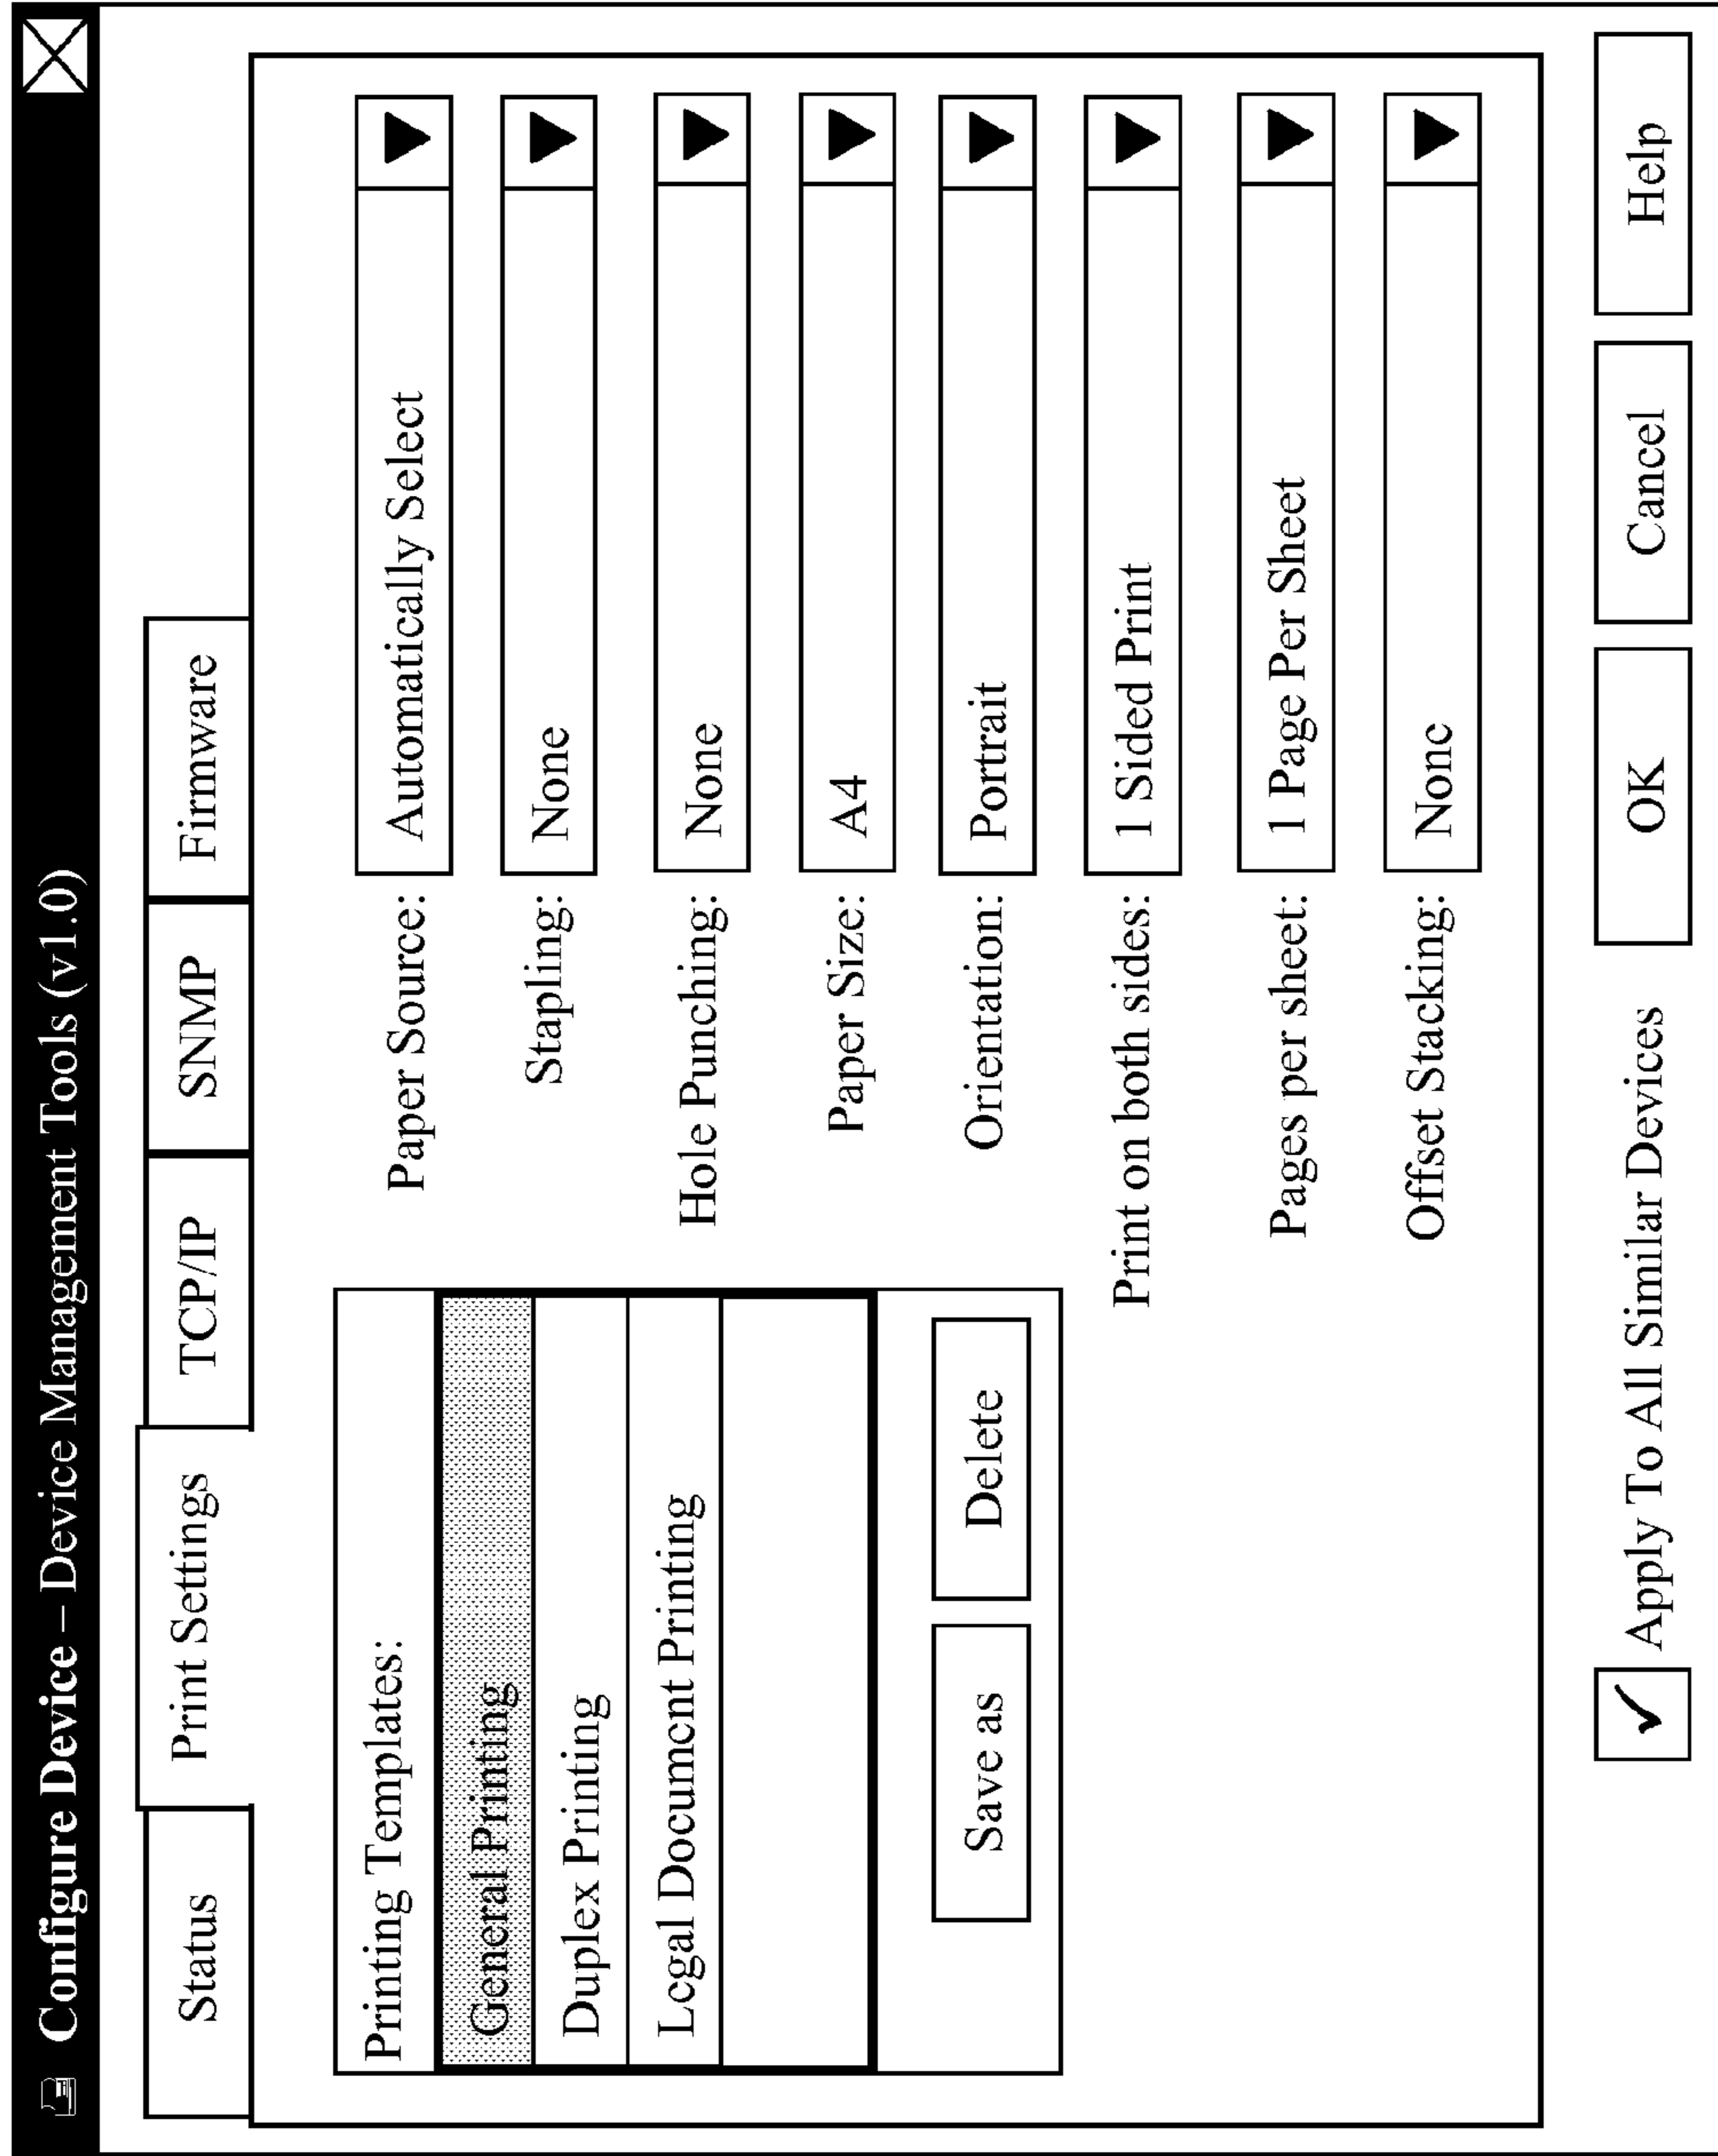 Configure Device – Device Management Tools (v1.0)
Status
Print Settings
TCP/IP
SNMP
Firmware
Printing Templates:
General Printing
Duplex Printing
Legal Document Printing
Save as
Delete
Paper Source: Automatically Select
Stapling: None
Hole Punching: None
Paper Size: A4
Orientation: Portrait
Print on both sides: 1 Sided Print
Pages per sheet: 1 Page Per Sheet
Offset Stacking: None
Apply To All Similar Devices
OK
Cancel
Help